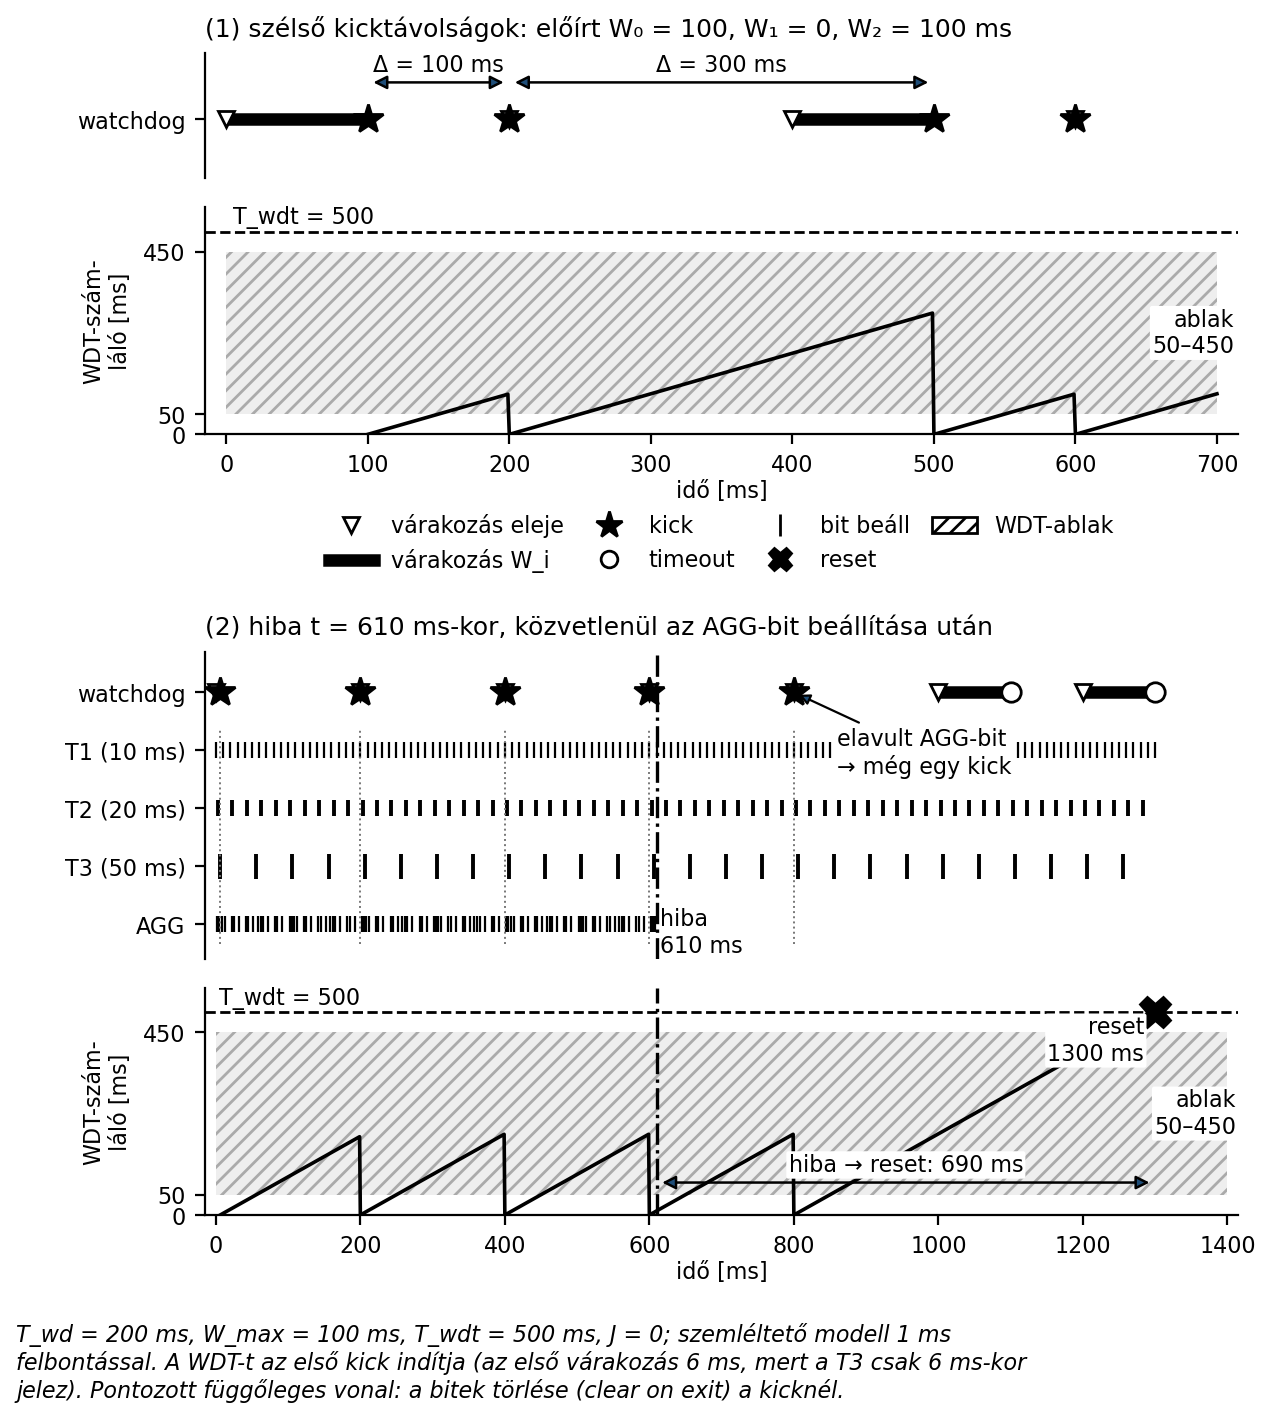 (1) szélső kicktávolságok: előírt W₀ = 100, W₁ = 0, W₂ = 100 ms
Δ = 100 ms
Δ = 300 ms
watchdog
T_wdt = 500
450
50
0
WDT-szám-
láló [ms]
ablak
50–450
0 100 200 300 400 500 600 700
idő [ms]
várakozás eleje
kick
bit beáll
WDT-ablak
várakozás W_i
timeout
reset
(2) hiba t = 610 ms-kor, közvetlenül az AGG-bit beállítása után
watchdog
T1 (10 ms)
T2 (20 ms)
T3 (50 ms)
AGG
elavult AGG-bit
→ még egy kick
hiba
610 ms
T_wdt = 500
450
50
0
WDT-szám-
láló [ms]
reset
1300 ms
ablak
50–450
hiba → reset: 690 ms
0 200 400 600 800 1000 1200 1400
idő [ms]
T_wd = 200 ms, W_max = 100 ms, T_wdt = 500 ms, J = 0; szemléltető modell 1 ms
felbontással. A WDT-t az első kick indítja (az első várakozás 6 ms, mert a T3 csak 6 ms-kor
jelez). Pontozott függőleges vonal: a bitek törlése (clear on exit) a kicknél.